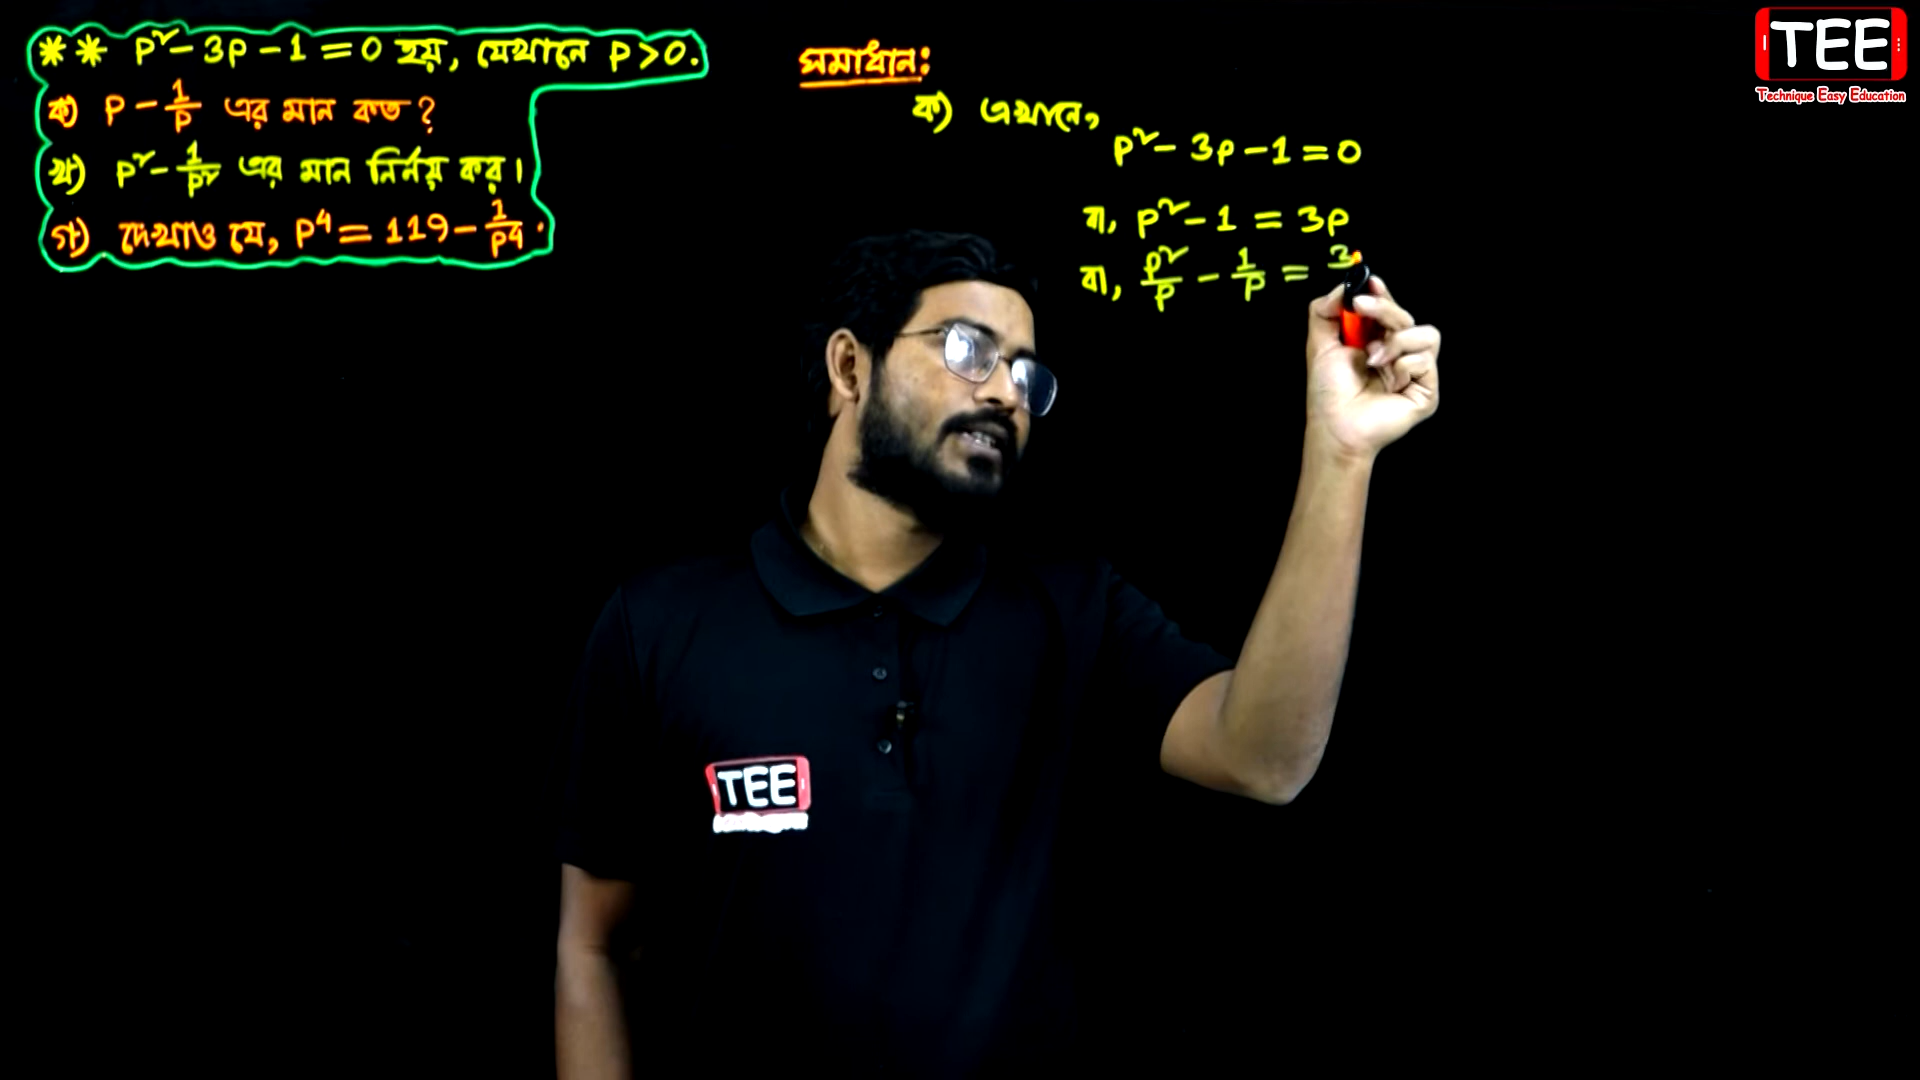 ** p²-3p-1=0 হয়, যেখানে p>0.
ক) p-1/p এর মান কত?
খ) p²-1/p² এর মান নির্ণয় কর।
গ) দেখাও যে, p⁴=119-1/p⁴.
সমাধান:
ক) এখানে,
p²-3p-1=0
বা, p²-1=3p
বা, p²/p-1/p=3
TEE
Technique Easy Education
TEE